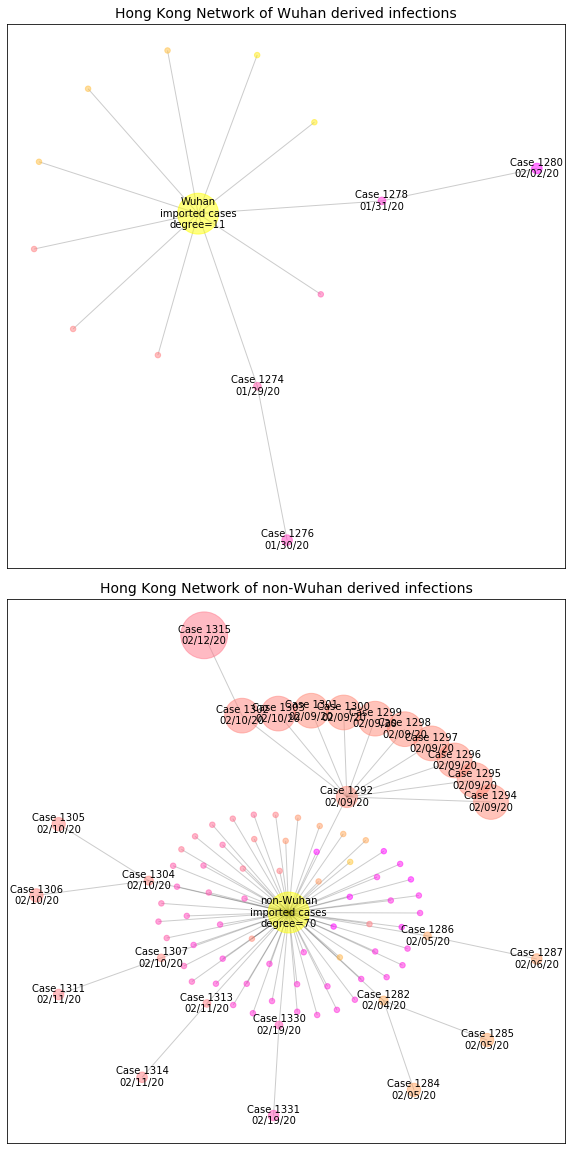 Hong Kong Network of Wuhan derived infections
Case 1280
02/02/20
Case 1278
01/31/20
Wuhan
imported cases
degree=11
Case 1274
01/29/20
Case 1276
01/30/20
Hong Kong Network of non-Wuhan derived infections
Case 1315
02/12/20
Case 1302
02/10/20
Case 1303
02/10/20
Case 1301
02/09/20
Case 1300
02/09/20
Case 1299
02/09/20
Case 1298
02/09/20
Case 1297
02/09/20
Case 1296
02/09/20
Case 1295
02/09/20
Case 1294
02/09/20
Case 1292
02/09/20
Case 1305
02/10/20
Case 1304
02/10/20
Case 1306
02/10/20
non-Wuhan
imported cases
degree=70
Case 1286
02/05/20
Case 1287
02/06/20
Case 1307
02/10/20
Case 1311
02/11/20
Case 1313
02/11/20
Case 1282
02/04/20
Case 1330
02/19/20
Case 1285
02/05/20
Case 1314
02/11/20
Case 1284
02/05/20
Case 1331
02/19/20